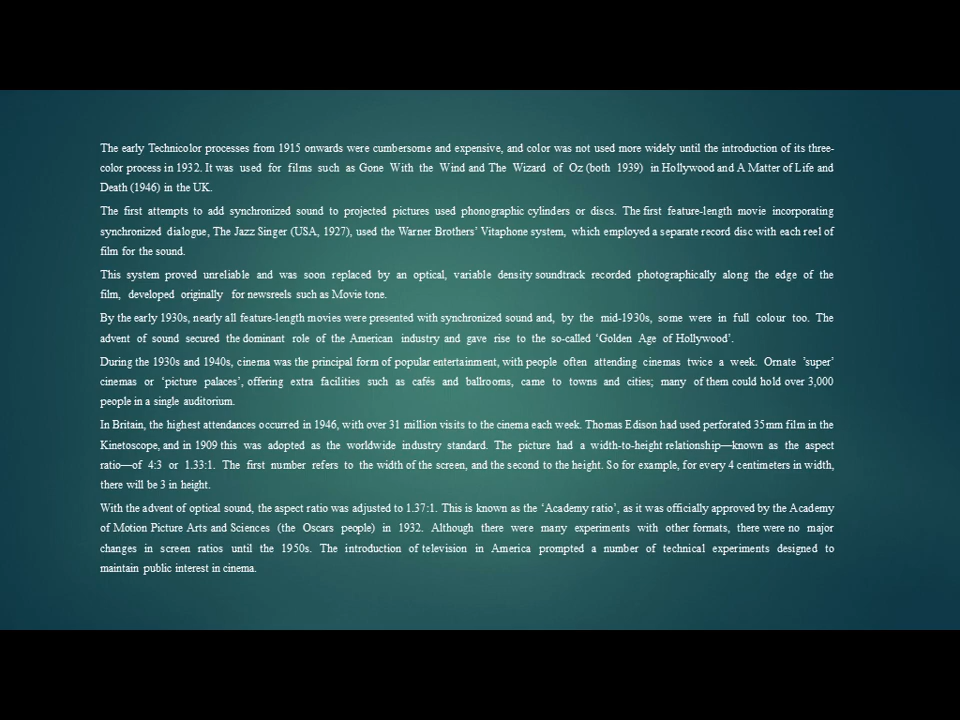 The early Technicolor processes from 1915 onwards were cumbersome and expensive, and color was not used more widely until the introduction of its three-
color process in 1932. It was used for films such as Gone With the Wind and The Wizard of Oz (both 1939) in Hollywood and A Matter of Life and
Death (1946) in the UK.
The first attempts to add synchronized sound to projected pictures used phonographic cylinders or discs. The first feature-length movie incorporating
synchronized dialogue, The Jazz Singer (USA, 1927), used the Warner Brothers’ Vitaphone system, which employed a separate record disc with each reel of
film for the sound.
This system proved unreliable and was soon replaced by an optical, variable density soundtrack recorded photographically along the edge of the
film, developed originally for newsreels such as Movie tone.
By the early 1930s, nearly all feature-length movies were presented with synchronized sound and, by the mid-1930s, some were in full colour too. The
advent of sound secured the dominant role of the American industry and gave rise to the so-called ‘Golden Age of Hollywood’.
During the 1930s and 1940s, cinema was the principal form of popular entertainment, with people often attending cinemas twice a week. Ornate ’super’
cinemas or ‘picture palaces’, offering extra facilities such as cafés and ballrooms, came to towns and cities; many of them could hold over 3,000
people in a single auditorium.
In Britain, the highest attendances occurred in 1946, with over 31 million visits to the cinema each week. Thomas Edison had used perforated 35mm film in the
Kinetoscope, and in 1909 this was adopted as the worldwide industry standard. The picture had a width-to-height relationship—known as the aspect
ratio—of 4:3 or 1.33:1. The first number refers to the width of the screen, and the second to the height. So for example, for every 4 centimeters in width,
there will be 3 in height.
With the advent of optical sound, the aspect ratio was adjusted to 1.37:1. This is known as the ‘Academy ratio’, as it was officially approved by the Academy
of Motion Picture Arts and Sciences (the Oscars people) in 1932. Although there were many experiments with other formats, there were no major
changes in screen ratios until the 1950s. The introduction of television in America prompted a number of technical experiments designed to
maintain public interest in cinema.